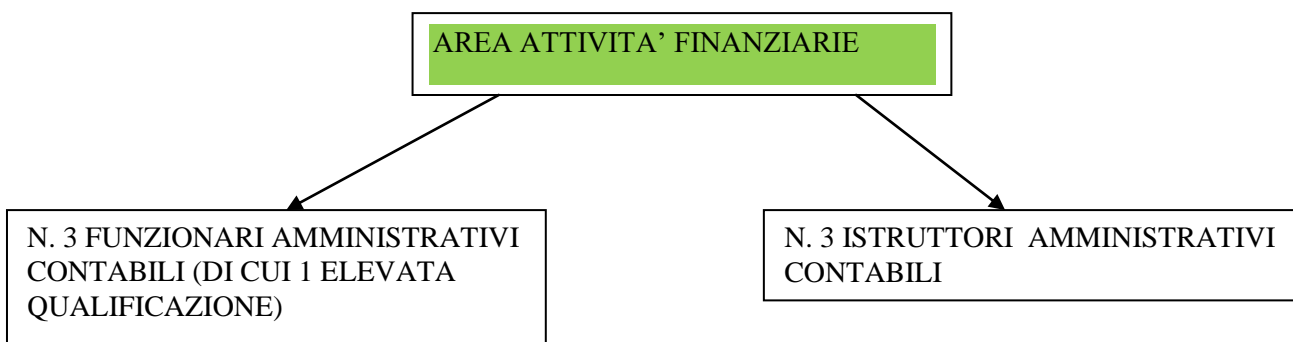 AREA ATTIVITA’ FINANZIARIE
N. 3 FUNZIONARI AMMINISTRATIVI
CONTABILI (DI CUI 1 ELEVATA
QUALIFICAZIONE)
N. 3 ISTRUTTORI AMMINISTRATIVI
CONTABILI